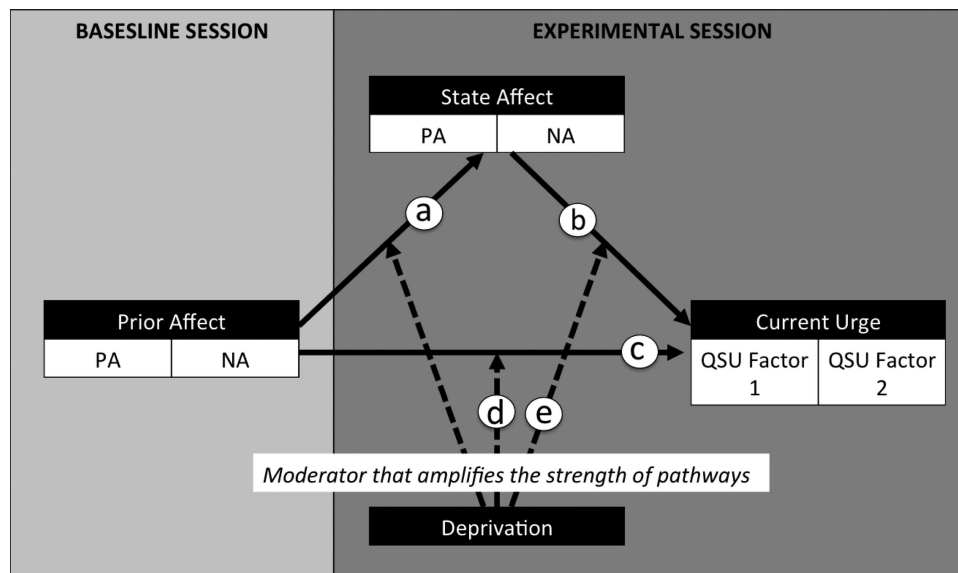 BASESLINE SESSION
EXPERIMENTAL SESSION
State Affect
PA
NA
a
b
Prior Affect
PA
NA
Current Urge
QSU Factor
1
QSU Factor
2
c
d
e
Moderator that amplifies the strength of pathways
Deprivation